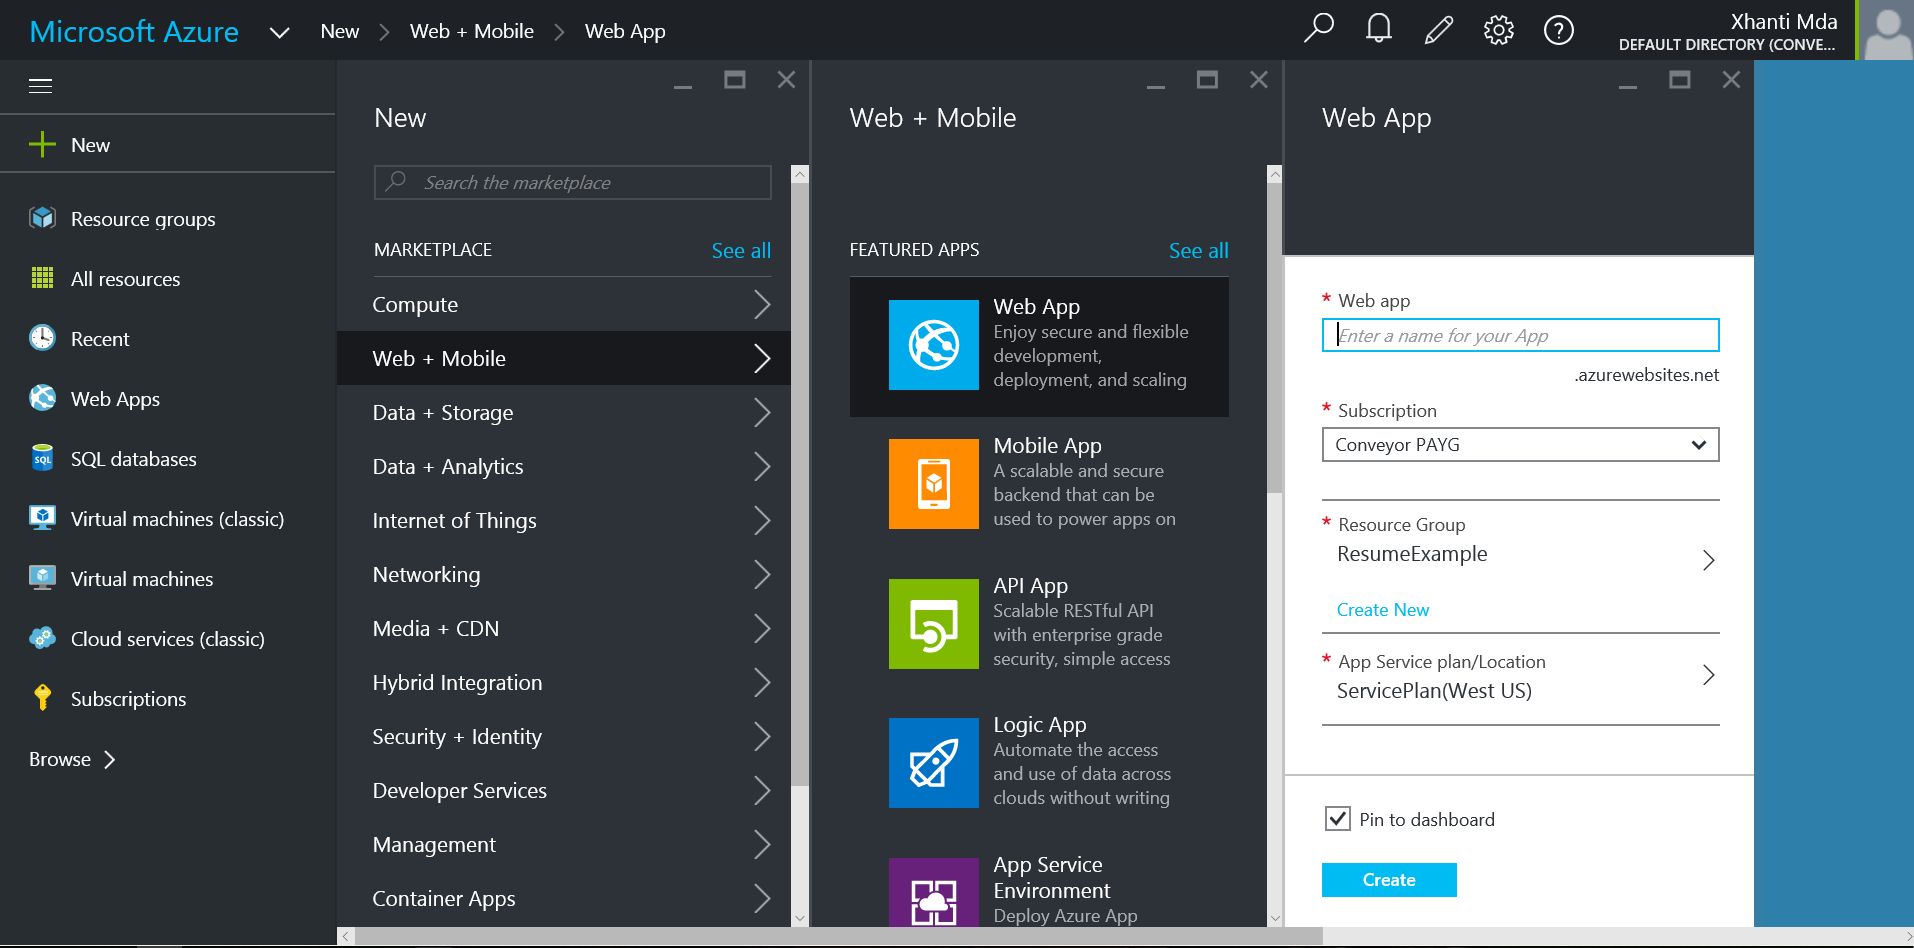 Microsoft Azure
New
Web + Mobile
Web App
Xhanti Mda
DEFAULT DIRECTORY (CONVE...
New
Resource groups
All resources
Recent
Web Apps
SQL
SQL databases
Virtual machines (classic)
Virtual machines
Cloud services (classic)
Subscriptions
Browse
New
Search the marketplace
MARKETPLACE
See all
Compute
Web + Mobile
Data + Storage
Data + Analytics
Internet of Things
Networking
Media + CDN
Hybrid Integration
Security + Identity
Developer Services
Management
Container Apps
Web + Mobile
FEATURED APPS
See all
Web App
Enjoy secure and flexible
development,
deployment, and scaling
Mobile App
A scalable and secure
backend that can be
used to power apps on
API App
Scalable RESTful API
with enterprise grade
security, simple access
Logic App
Automate the access
and use of data across
clouds without writing
App Service
Environment
Deploy Azure App
Web App
* Web app
Enter a name for your App
.azurewebsites.net
* Subscription
Conveyor PAYG
* Resource Group
ResumeExample
Create New
* App Service plan/Location
ServicePlan(West US)
Pin to dashboard
Create